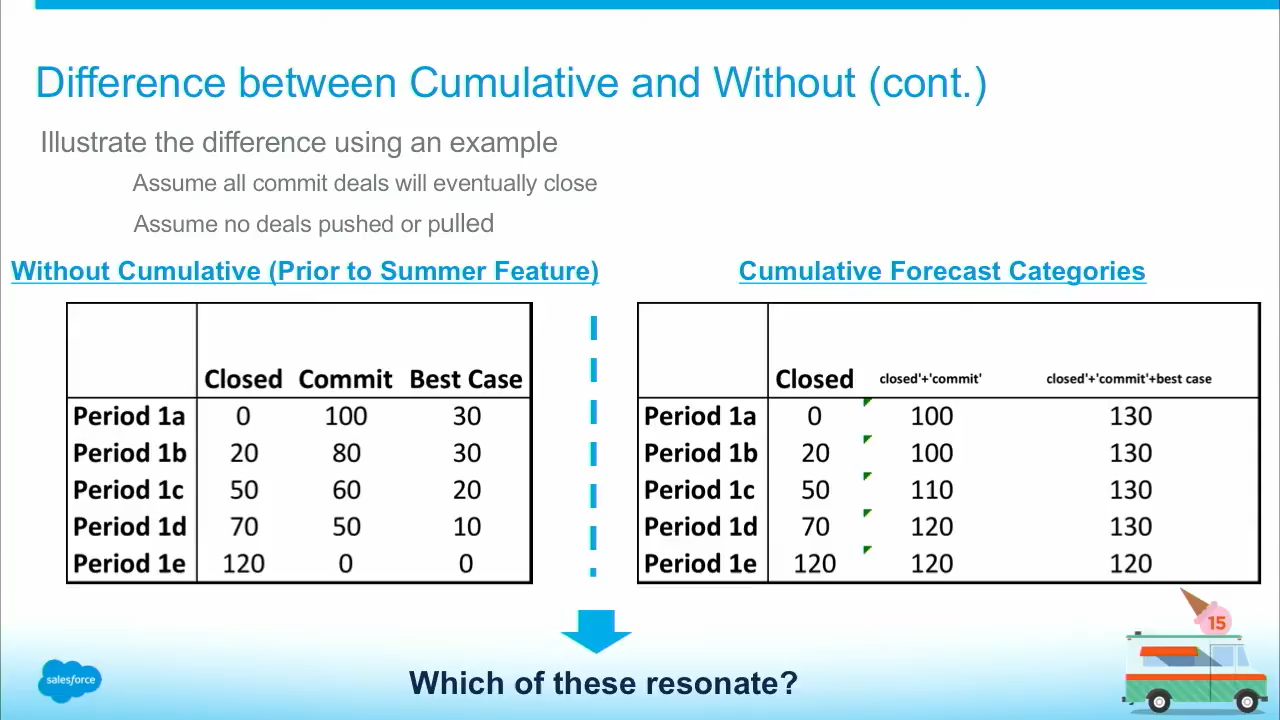 Difference between Cumulative and Without (cont.)
Illustrate the difference using an example
Assume all commit deals will eventually close
Assume no deals pushed or pulled
Without Cumulative (Prior to Summer Feature)
Closed Commit Best Case
Period 1a 0 100 30
Period 1b 20 80 30
Period 1c 50 60 20
Period 1d 70 50 10
Period 1e 120 0 0
Cumulative Forecast Categories
Closed closed'+'commit' closed'+'commit'+best case
Period 1a 0 100 130
Period 1b 20 100 130
Period 1c 50 110 130
Period 1d 70 120 130
Period 1e 120 120 120
Which of these resonate?
salesforce
15